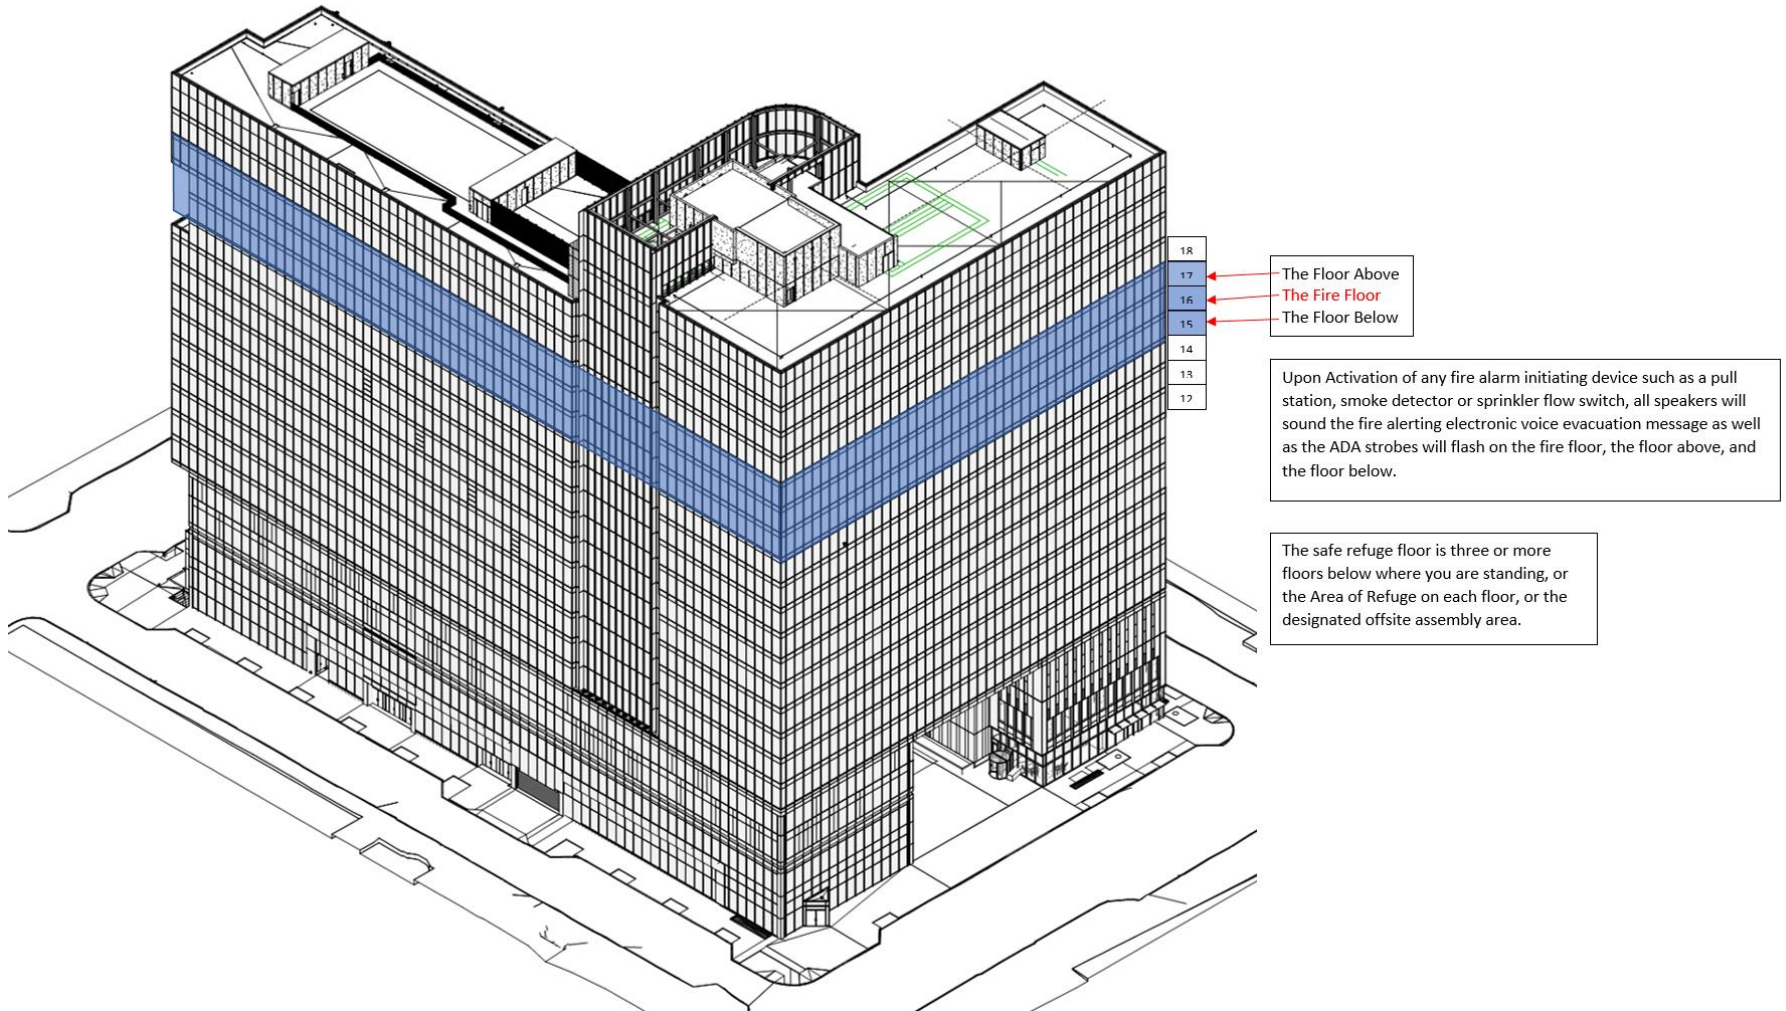 18
17
16
15
14
13
12
The Floor Above
The Fire Floor
The Floor Below
Upon Activation of any fire alarm initiating device such as a pull
station, smoke detector or sprinkler flow switch, all speakers will
sound the fire alerting electronic voice evacuation message as well
as the ADA strobes will flash on the fire floor, the floor above, and
the floor below.
The safe refuge floor is three or more
floors below where you are standing, or
the Area of Refuge on each floor, or the
designated offsite assembly area.